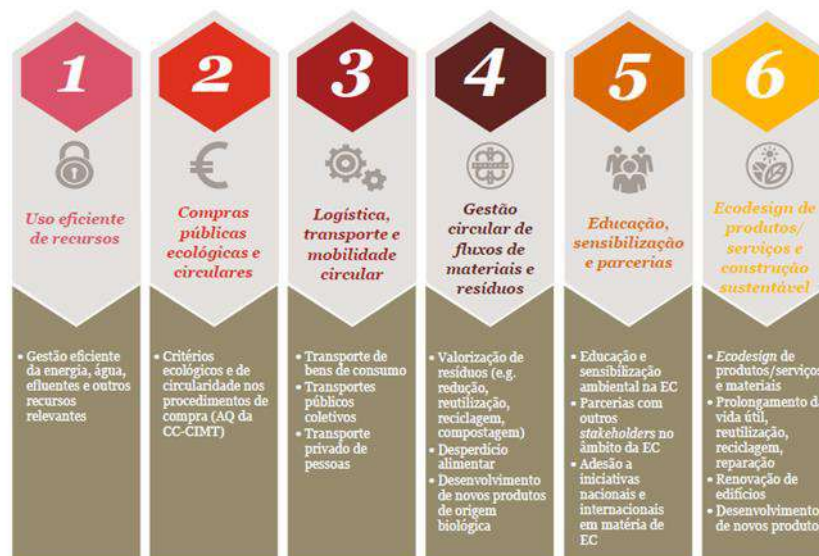 1
Uso eficiente
de recursos
• Gestão eficiente
da energia, água,
efluentes e outros
recursos
relevantes
2
Compras
públicas
ecológicas e
circulares
• Critérios
ecológicos e de
circularidade nos
procedimentos de
compra (AQ da
CC-CIMT)
3
Logística,
transporte e
mobilidade
circular
• Transporte de
bens de consumo
• Transportes
públicos
coletivos
• Transporte
privado de
pessoas
4
Gestão
circular de
fluxos de
materiais e
resíduos
• Valorização de
resíduos (e.g.
redução,
reutilização,
reciclagem,
compostagem)
• Desperdício
alimentar
• Desenvolvimento
de novos produtos
de origem
biológica
5
Educação,
sensibilização
e parcerias
• Educação e
sensibilização
ambiental na EC
• Parcerias com
outros
stakeholders no
âmbito da EC
• Adesão a
iniciativas
nacionais e
internacionais
em matéria de
EC
6
Ecodesign de
produtos/
serviços e
construção
sustentável
• Ecodesign de
produtos/serviços
e materiais
• Prolongamento d
vida útil,
reutilização,
reciclagem,
reparação
• Renovação de
edifícios
• Desenvolvimento
de novos produto